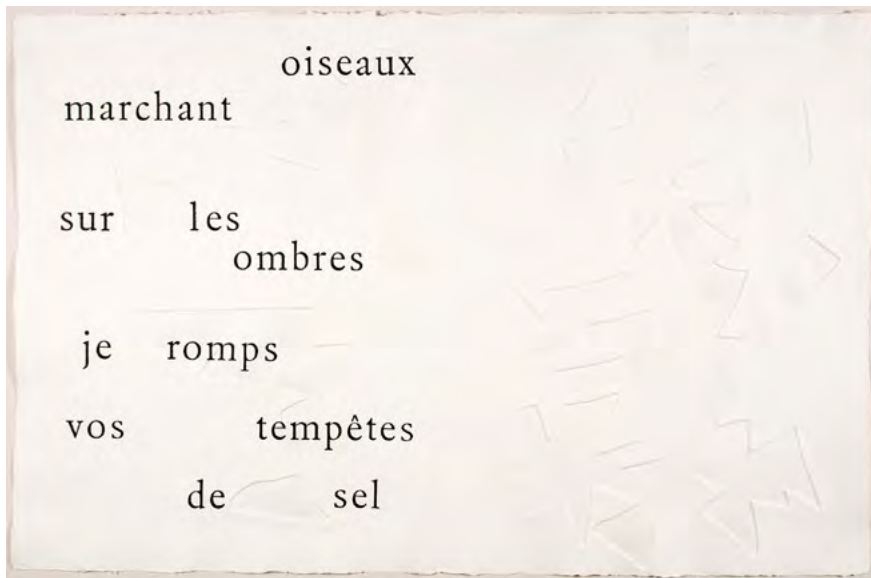 oiseaux
marchant
sur les
ombres
je romps
vos tempêtes
de sel